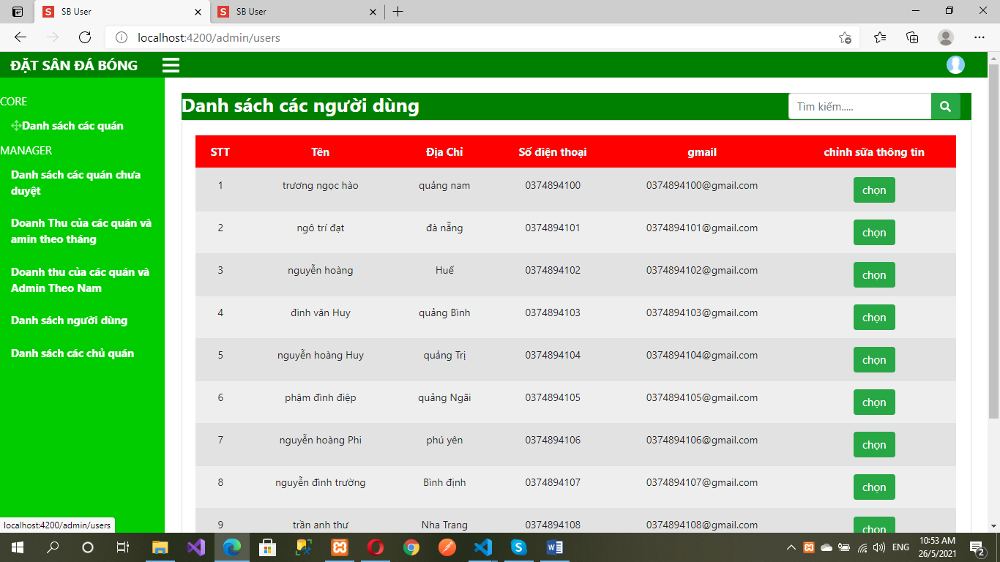 SB User
SB User
localhost:4200/admin/users
ĐẶT SÂN ĐÁ BÓNG
CORE
Danh sách các quán
MANAGER
Danh sách các quán chưa
duyệt
Doanh Thu của các quán và
amin theo tháng
Doanh thu của các quán và
Admin Theo Nam
Danh sách người dùng
Danh sách các chủ quán
Danh sách các người dùng
Tìm kiếm.....
STT Tên Địa Chỉ Số điện thoại gmail chỉnh sữa thông tin
1 trương ngọc hào quảng nam 0374894100 0374894100@gmail.com chọn
2 ngô trí đạt đà nẵng 0374894101 0374894101@gmail.com chọn
3 nguyễn hoàng Huế 0374894102 0374894102@gmail.com chọn
4 đinh văn Huy quảng Bình 0374894103 0374894103@gmail.com chọn
5 nguyễn hoàng Huy quảng Trị 0374894104 0374894104@gmail.com chọn
6 phậm đình điệp quảng Ngãi 0374894105 0374894105@gmail.com chọn
7 nguyễn hoàng Phi phú yên 0374894106 0374894106@gmail.com chọn
8 nguyễn đình trường Bình định 0374894107 0374894107@gmail.com chọn
9 trần anh thư Nha Trang 0374894108 0374894108@gmail.com chọn
localhost:4200/admin/users
ENG
10:53 AM
26/5/2021
2